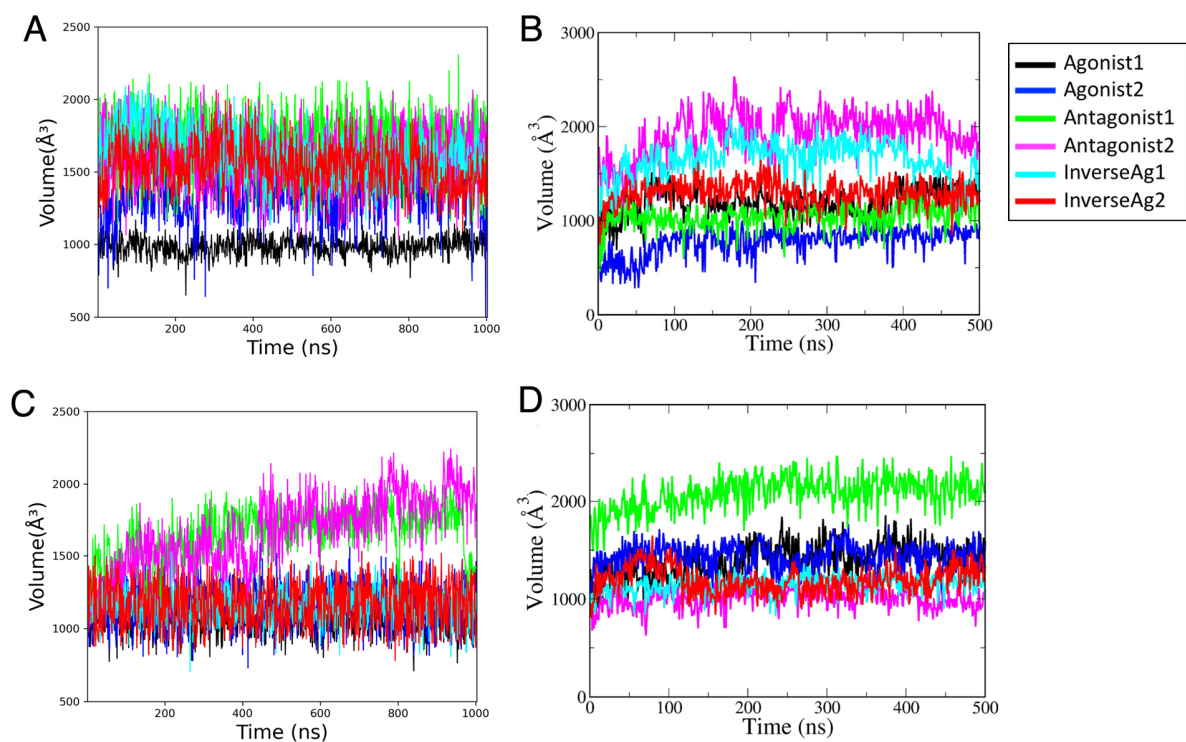 A
2500
2000
1500
1000
500
Volume(Å³)
200
400
600
800
1000
Time (ns)
B
3000
2000
1000
0
Volume (Å³)
0
100
200
300
400
500
Time (ns)
Agonist1
Agonist2
Antagonist1
Antagonist2
InverseAg1
InverseAg2
C
2500
2000
1500
1000
500
Volume(Å³)
200
400
600
800
1000
Time (ns)
D
3000
2000
1000
0
Volume (Å³)
0
100
200
300
400
500
Time (ns)